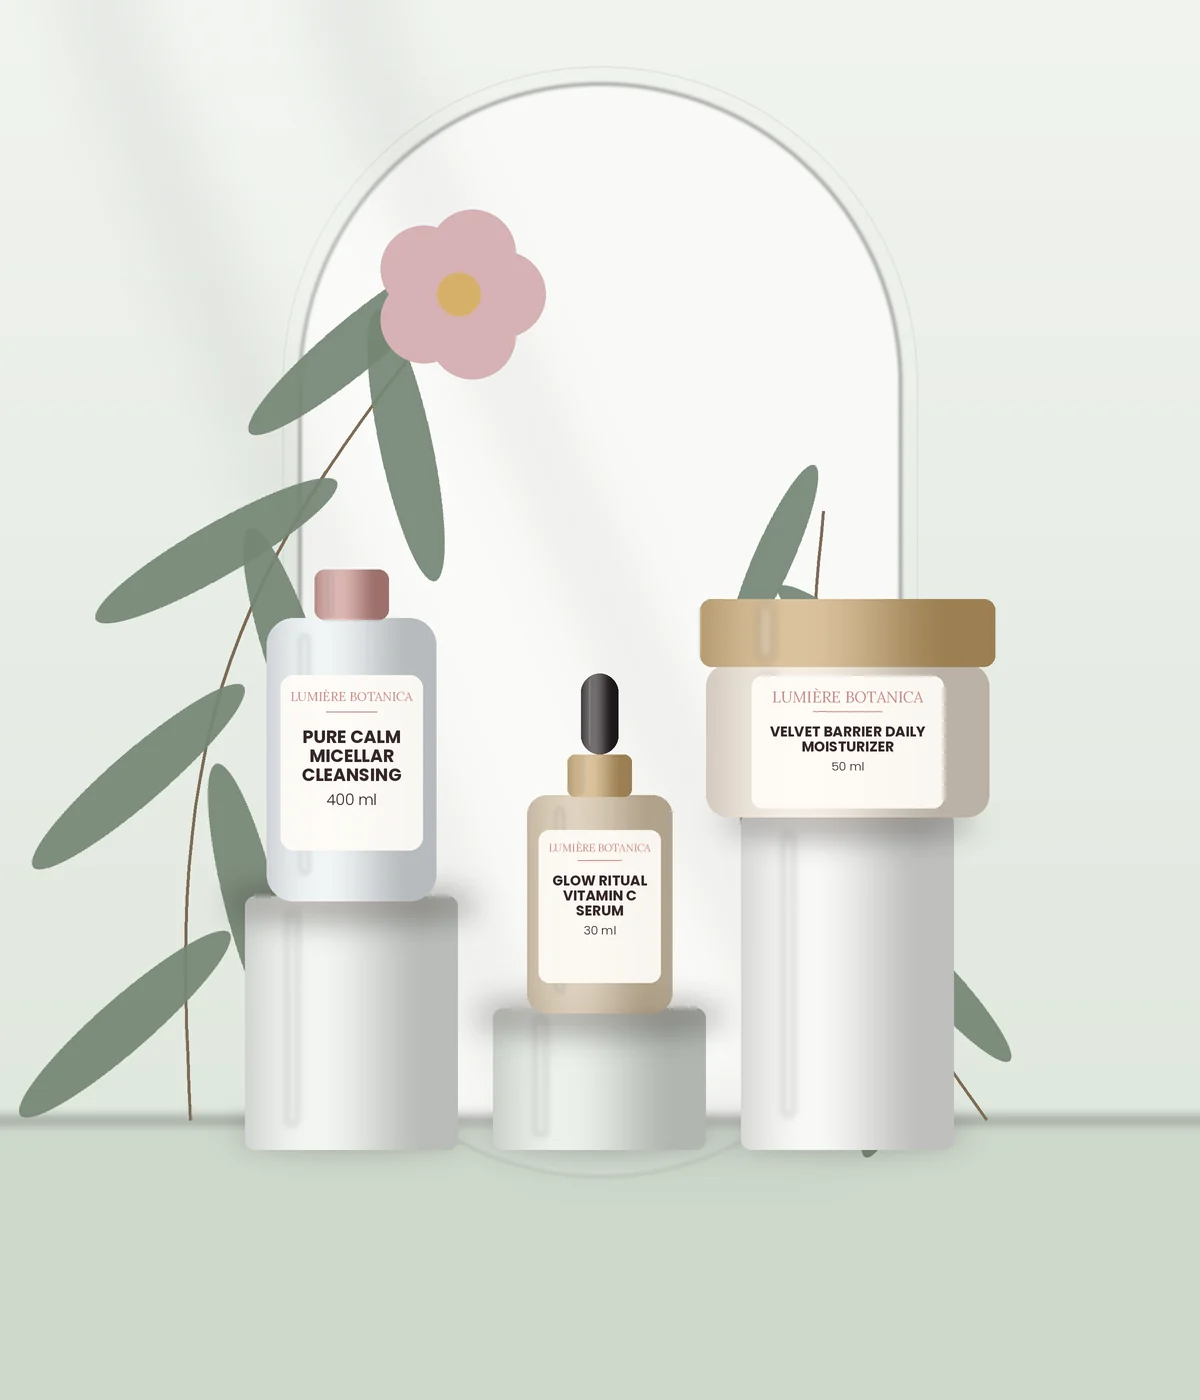 LUMIÈRE BOTANICA
PURE CALM
MICELLAR
CLEANSING
400 ml
LUMIÈRE BOTANICA
GLOW RITUAL
VITAMIN C
SERUM
30 ml
LUMIÈRE BOTANICA
VELVET BARRIER DAILY
MOISTURIZER
50 ml